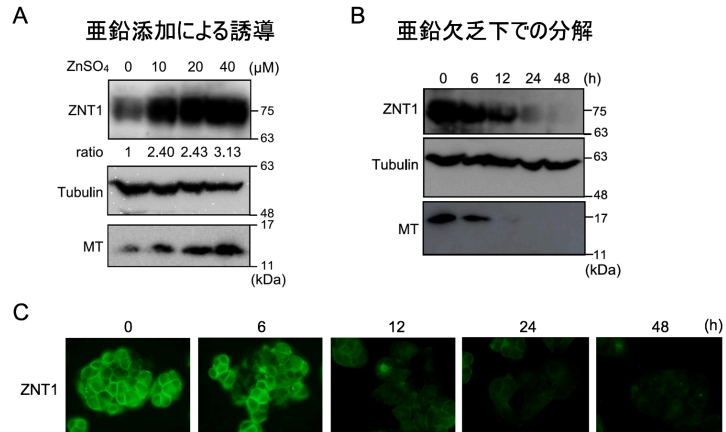 A
亜鉛添加による誘導
ZnSO₄ 0 10 20 40 (μM)
ZNT1
75
63
ratio 1 2.40 2.43 3.13
63
Tubulin
48
17
MT
11
(kDa)
B
亜鉛欠乏下での分解
0 6 12 24 48 (h)
ZNT1
75
63
Tubulin
63
48
MT
17
11
(kDa)
C
0 6 12 24 48 (h)
ZNT1